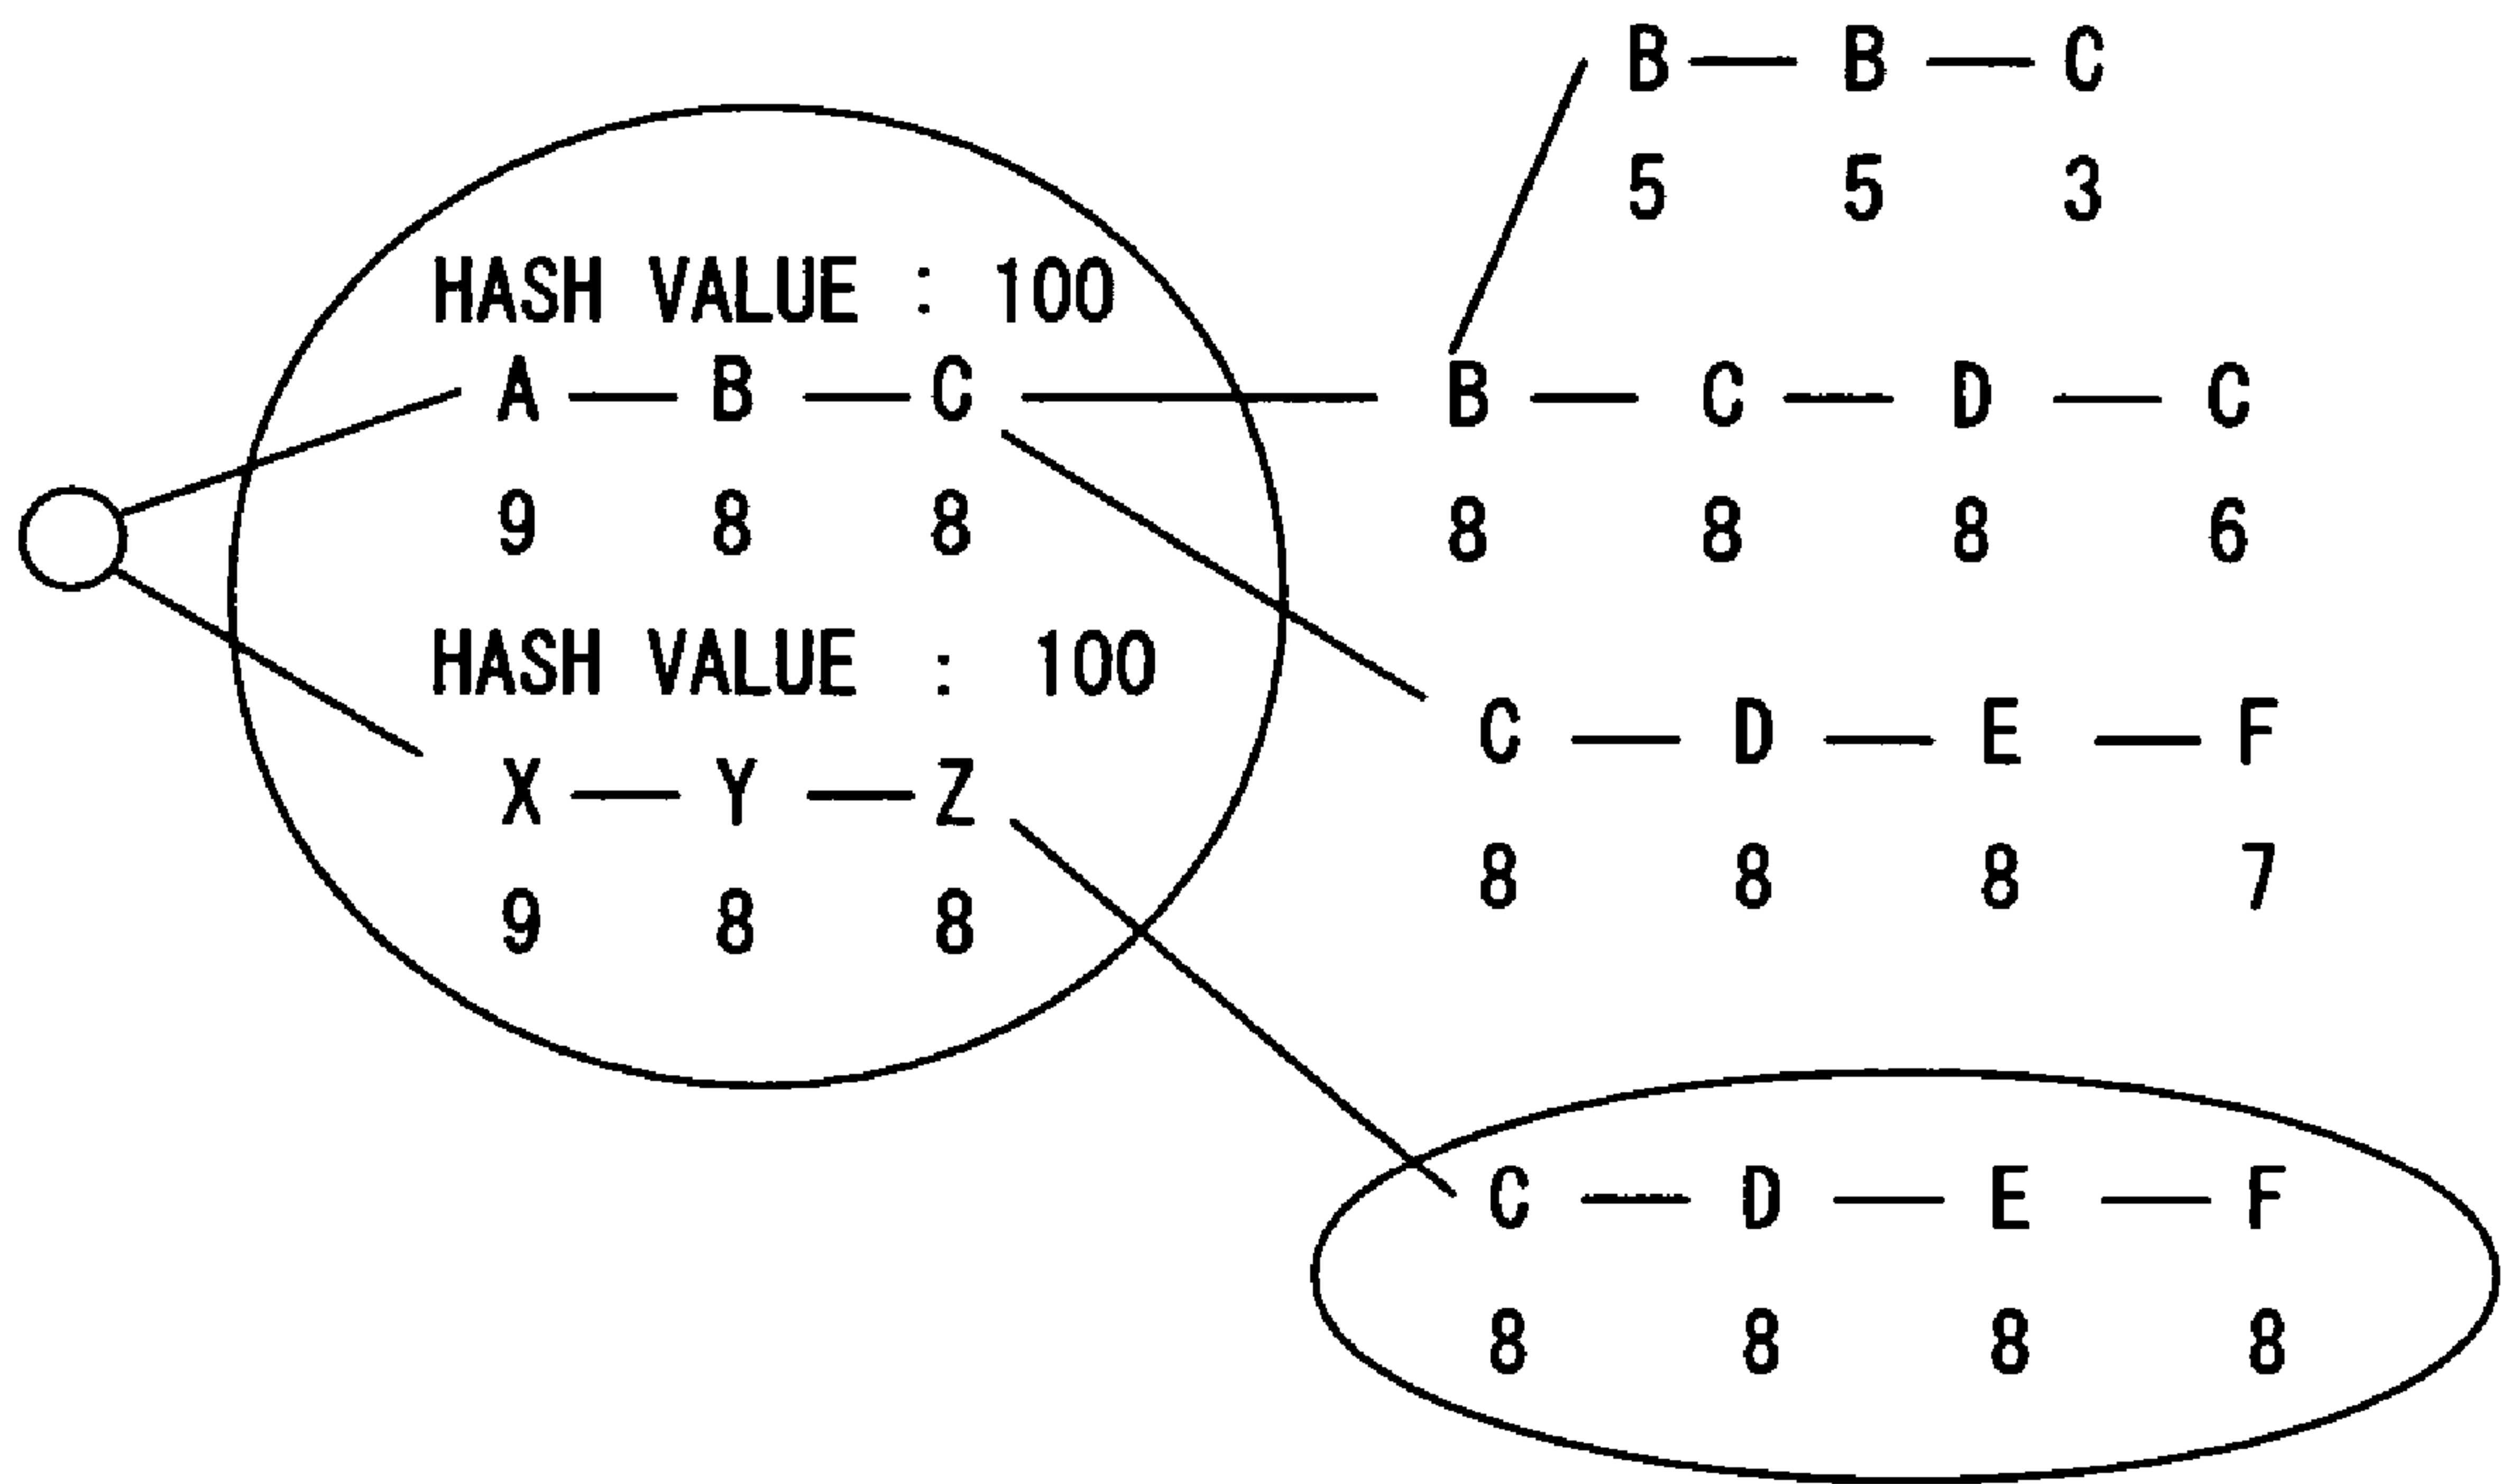 B — B — C
5 5 3
HASH VALUE : 100
A — B — C — B — C — D — C
9 8 8 8 8 8 6
HASH VALUE : 100
X — Y — Z
9 8 8
C — D — E — F
8 8 8 7
C — D — E — F
8 8 8 8